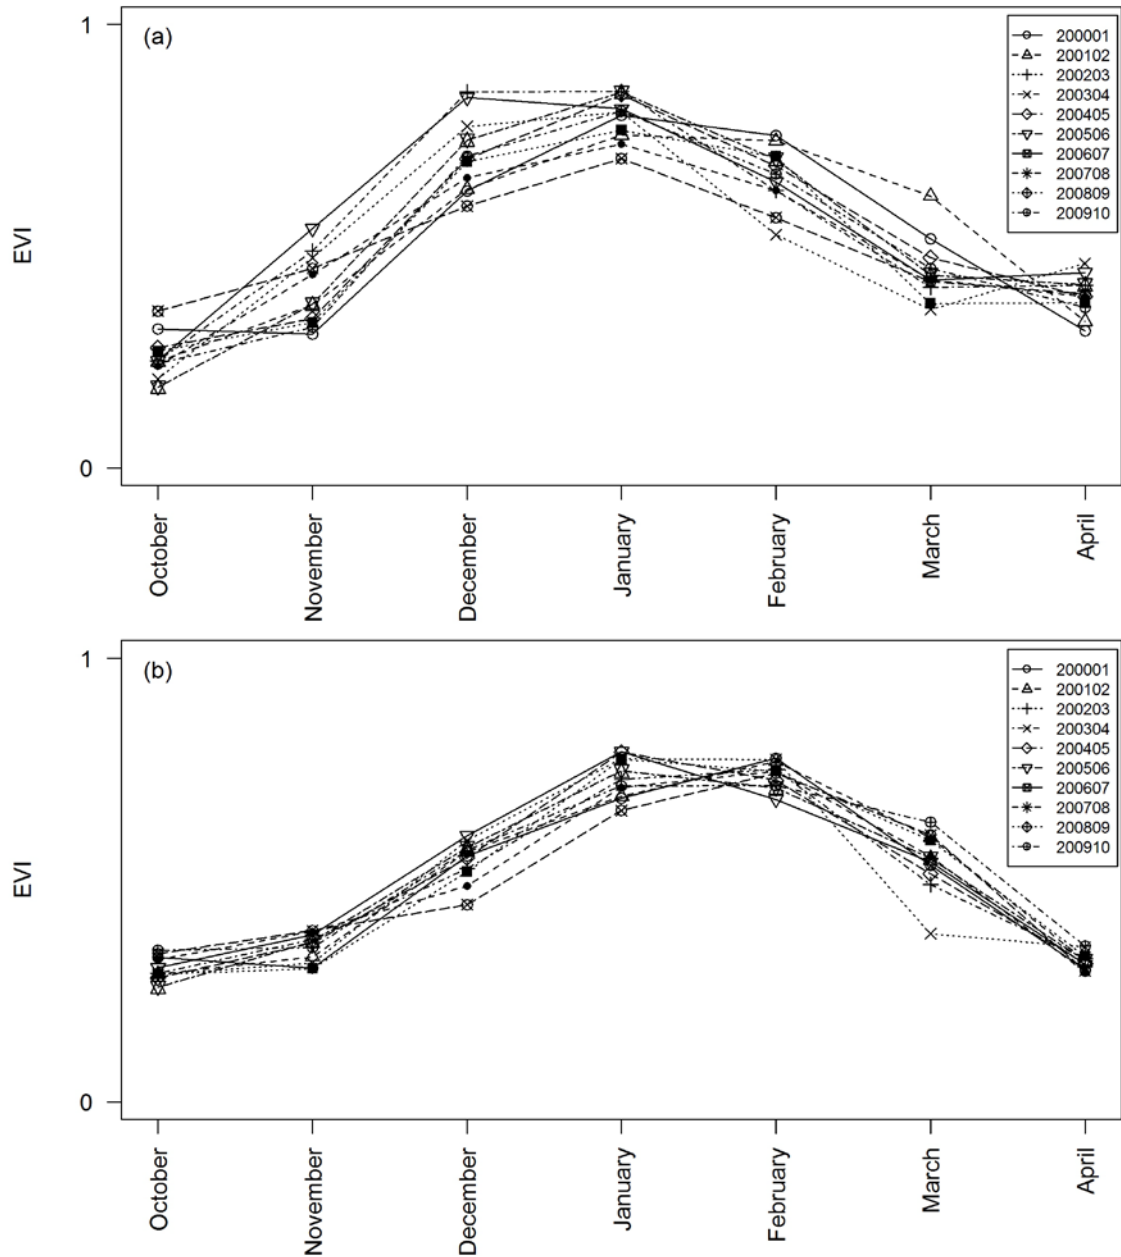 (a)
1
0
EVI
200001
200102
200203
200304
200405
200506
200607
200708
200809
200910
October
November
December
January
February
March
April
(b)
1
0
EVI
200001
200102
200203
200304
200405
200506
200607
200708
200809
200910
October
November
December
January
February
March
April